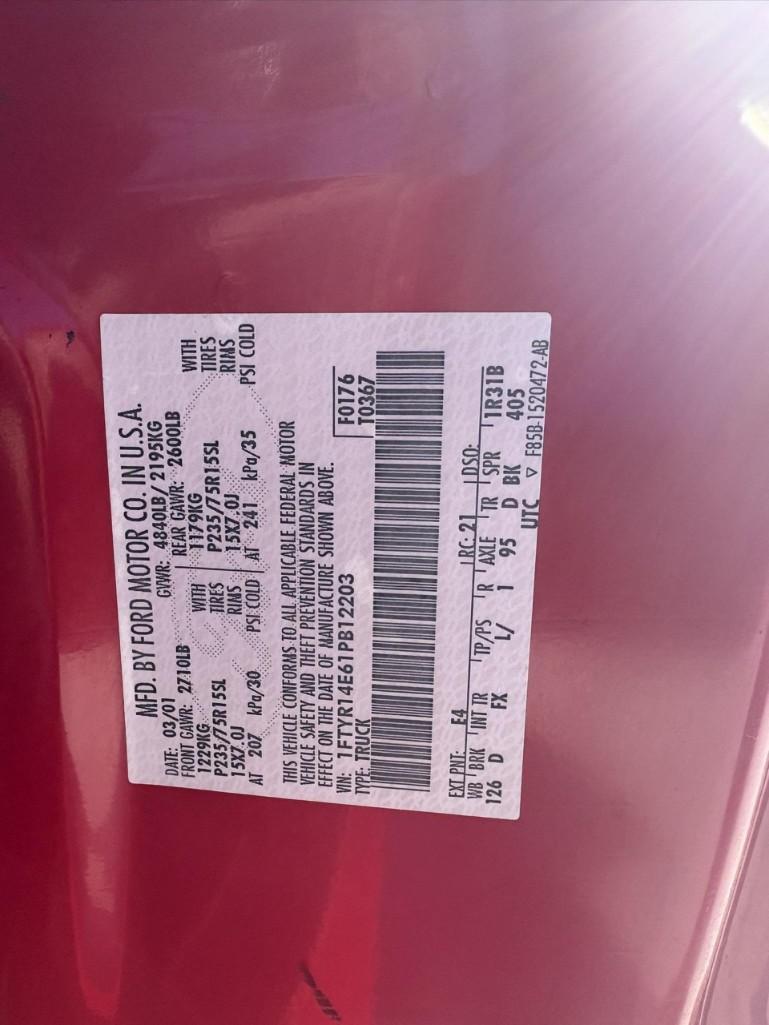 MFD. BY FORD MOTOR CO. IN U.S.A.
DATE: 03/01 GVWR: 4840LB/ 2195KG
FRONT GAWR: 2710LB REAR GAWR: 2600LB
1229KG WITH 1179KG WITH
P235/75R15SL TIRES P235/75R15SL TIRES
15X7.0J RIMS 15X7.0J RIMS
AT 207 kPa/30 PSI COLD AT 241 kPa/35 PSI COLD
THIS VEHICLE CONFORMS TO ALL APPLICABLE FEDERAL MOTOR
VEHICLE SAFETY AND THEFT PREVENTION STANDARDS IN
EFFECT ON THE DATE OF MANUFACTURE SHOWN ABOVE.
VIN: 1FTYR14E61PB12203 F0176
TYPE: TRUCK T0367
EXT PNT: E4 RC: 21 DSO:
WB BRK INT TR TP/PS R AXLE TR SPR 1R31B
126 D FX L/ 1 95 D BK 405
UTC ▽ F85B-1520472-AB